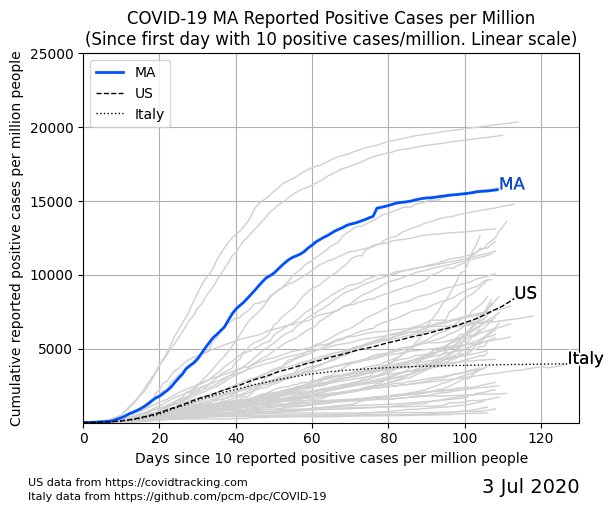 COVID-19 MA Reported Positive Cases per Million
(Since first day with 10 positive cases/million. Linear scale)
Cumulative reported positive cases per million people
25000
20000
15000
10000
5000
MA
US
Italy
MA
US
Italy
0 20 40 60 80 100 120
Days since 10 reported positive cases per million people
US data from https://covidtracking.com
Italy data from https://github.com/pcm-dpc/COVID-19
3 Jul 2020